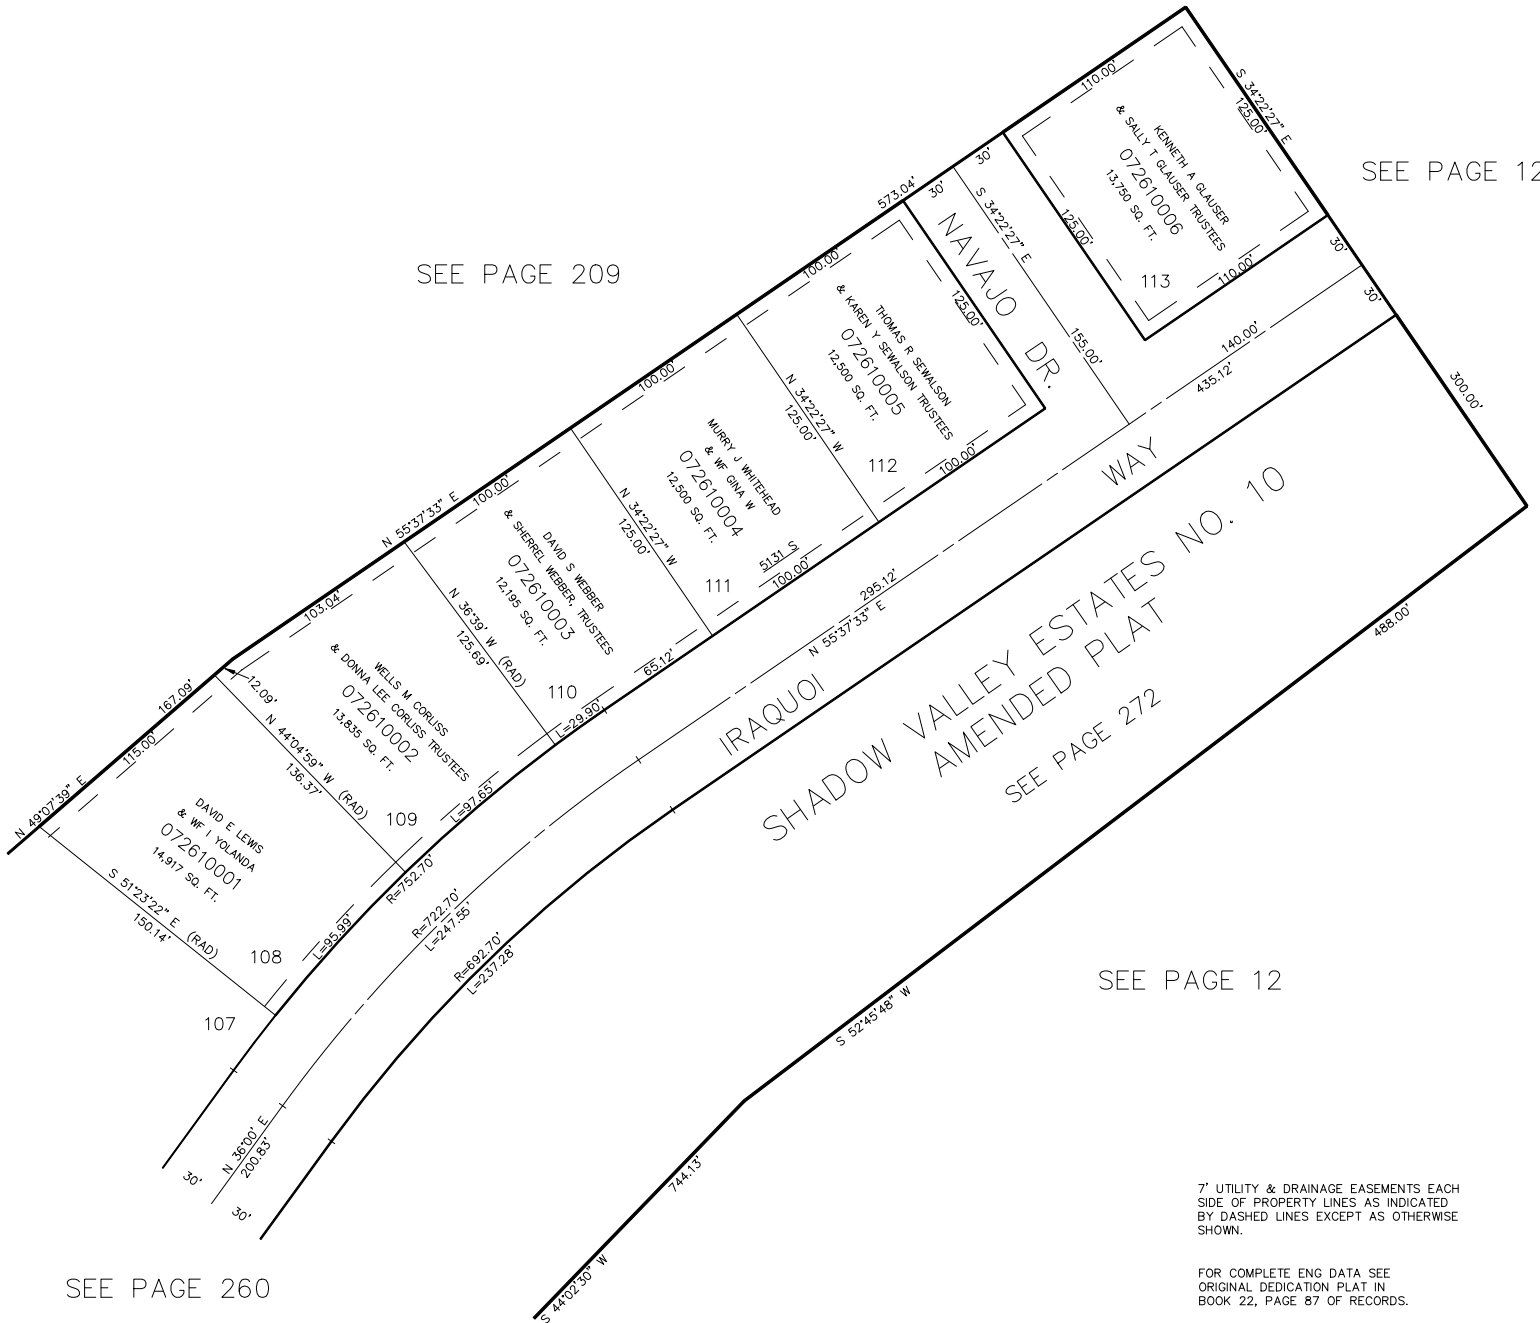 110.00'
S 34°22'27" E
125.00'
KENNETH A GLAUSER
& SALLY T GLAUSER TRUSTEES
072610006
13,750 SQ. FT.
113
125.00'
110.00'
SEE PAGE 12
30'
30'
573.04'
30'
30'
S 34°22'27" E
155.00'
NAVAJO DR.
SEE PAGE 209
100.00'
125.00'
THOMAS R SEWALSON
& KAREN Y SEWALSON TRUSTEES
072610005
12,500 SQ. FT.
112
100.00'
N 34°22'27" W
125.00'
100.00'
MURRY J WHITEHEAD
& WF GINA W
072610004
12,500 SQ. FT.
111
5131 S
100.00'
N 34°22'27" W
125.00'
N 55°37'33" E
100.00'
DAVID S WEBBER
& SHERREL WEBBER, TRUSTEES
072610003
12,195 SQ. FT.
110
65.12'
L=29.90'
N 36°39' W (RAD)
125.69'
103.04'
WELLS M CORLISS
& DONNA LEE CORLISS TRUSTEES
072610002
13,835 SQ. FT.
109
L=97.65'
12.09'
N 44°04'59" W (RAD)
136.37'
167.09'
115.00'
N 49°07'39" E
DAVID E LEWIS
& WF I YOLANDA
072610001
14,917 SQ. FT.
108
L=95.99'
S 51°23'22" E (RAD)
150.14'
107
R=752.70'
R=722.70'
L=247.55'
R=692.70'
L=237.28'
N 36°00' E
200.83'
30'
30'
140.00'
435.12'
295.12'
N 55°37'33" E
IRAQUOI WAY
300.00'
SHADOW VALLEY ESTATES NO. 10
AMENDED PLAT
SEE PAGE 272
488.00'
S 52°45'48" W
SEE PAGE 12
744.13'
S 44°02'30" W
SEE PAGE 260
7' UTILITY & DRAINAGE EASEMENTS EACH
SIDE OF PROPERTY LINES AS INDICATED
BY DASHED LINES EXCEPT AS OTHERWISE
SHOWN.
FOR COMPLETE ENG DATA SEE
ORIGINAL DEDICATION PLAT IN
BOOK 22, PAGE 87 OF RECORDS.